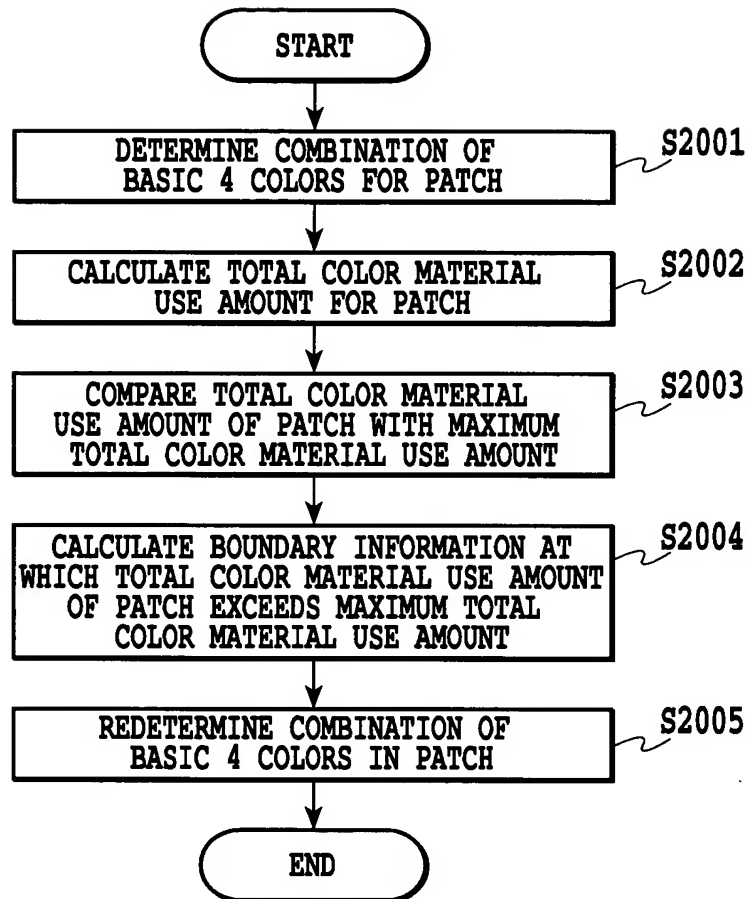 START
DETERMINE COMBINATION OF
BASIC 4 COLORS FOR PATCH
S2001
CALCULATE TOTAL COLOR MATERIAL
USE AMOUNT FOR PATCH
S2002
COMPARE TOTAL COLOR MATERIAL
USE AMOUNT OF PATCH WITH MAXIMUM
TOTAL COLOR MATERIAL USE AMOUNT
S2003
CALCULATE BOUNDARY INFORMATION AT
WHICH TOTAL COLOR MATERIAL USE AMOUNT
OF PATCH EXCEEDS MAXIMUM TOTAL
COLOR MATERIAL USE AMOUNT
S2004
REDETERMINE COMBINATION OF
BASIC 4 COLORS IN PATCH
S2005
END